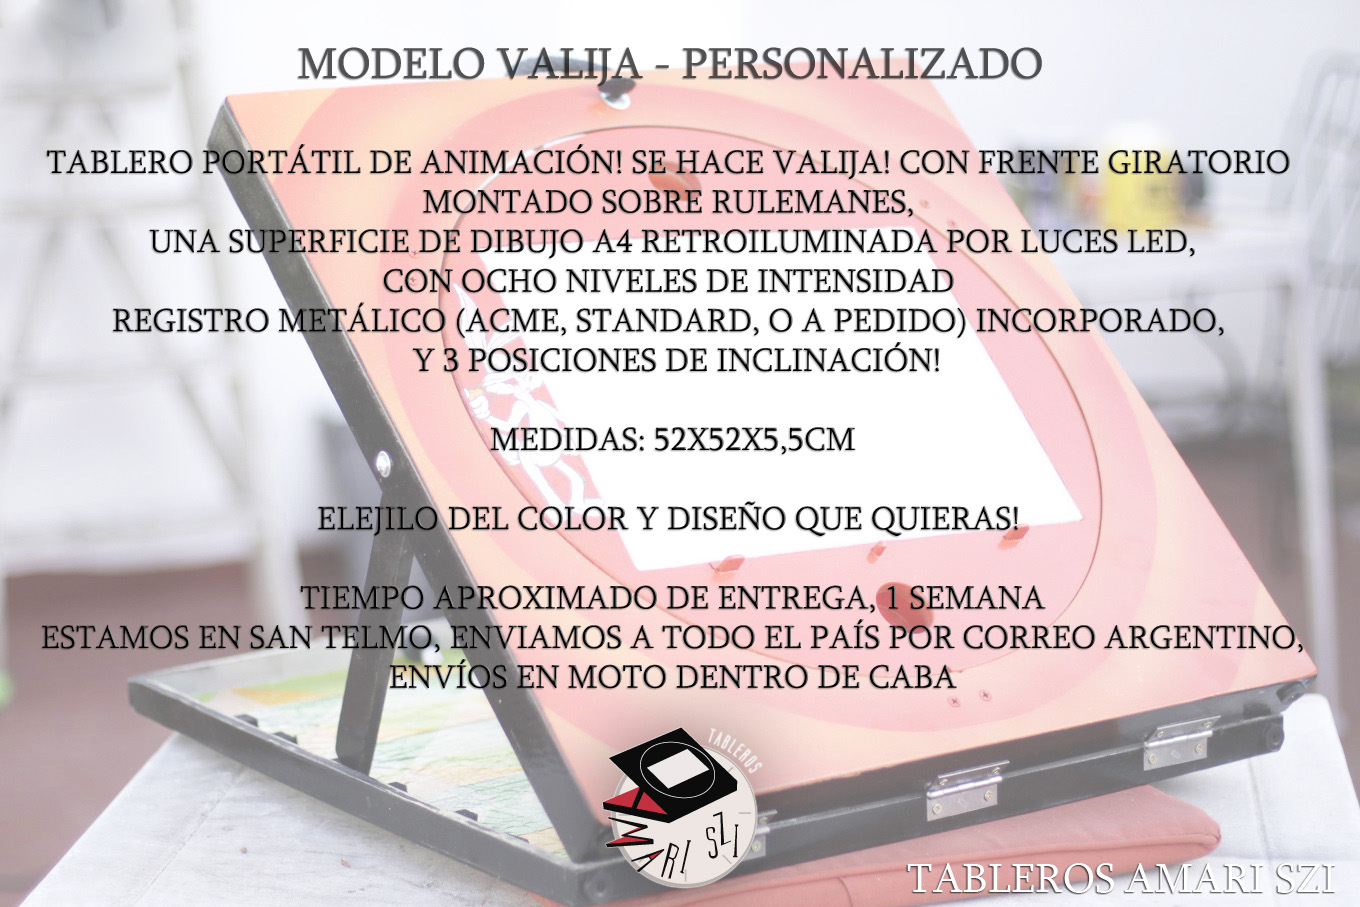 MODELO VALIJA - PERSONALIZADO
TABLERO PORTÁTIL DE ANIMACIÓN! SE HACE VALIJA! CON FRENTE GIRATORIO
MONTADO SOBRE RULEMANES,
UNA SUPERFICIE DE DIBUJO A4 RETROILUMINADA POR LUCES LED,
CON OCHO NIVELES DE INTENSIDAD
REGISTRO METÁLICO (ACME, STANDARD, O A PEDIDO) INCORPORADO,
Y 3 POSICIONES DE INCLINACIÓN!
MEDIDAS: 52X52X5,5CM
ELEJILO DEL COLOR Y DISEÑO QUE QUIERAS!
TIEMPO APROXIMADO DE ENTREGA, 1 SEMANA
ESTAMOS EN SAN TELMO, ENVIAMOS A TODO EL PAÍS POR CORREO ARGENTINO,
ENVÍOS EN MOTO DENTRO DE CABA
TABLEROS
AMARI SZI
TABLEROS AMARI SZI